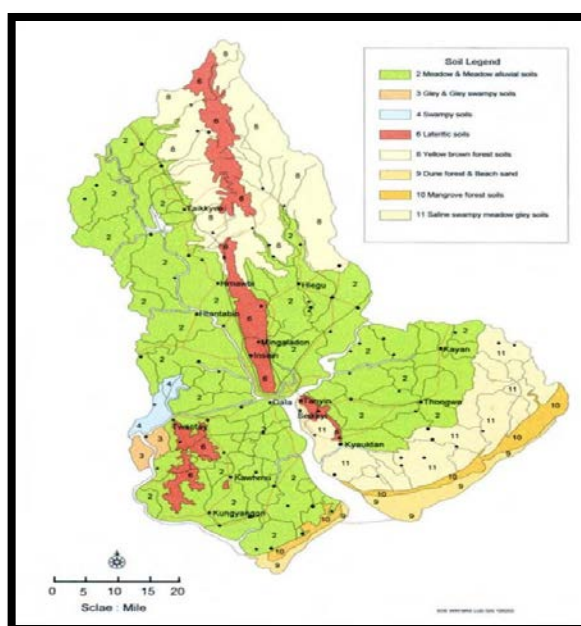 Soil Legend
2 Meadow & Meadow alluvial soils
3 Gley & Gley swampy soils
4 Swampy soils
6 Lateritic soils
8 Yellow brown forest soils
9 Dune forest & Beach sand
10 Mangrove forest soils
11 Saline swampy meadow gley soils
Taikkyi
Hmawbi
Hlegu
Htantabin
Mingaladon
Insein
Kayan
Dala
Tanyin
Thongwa
Twantay
Kyauktan
Kawhmu
Kungyangon
0 5 10 15 20
Sclae : Mile